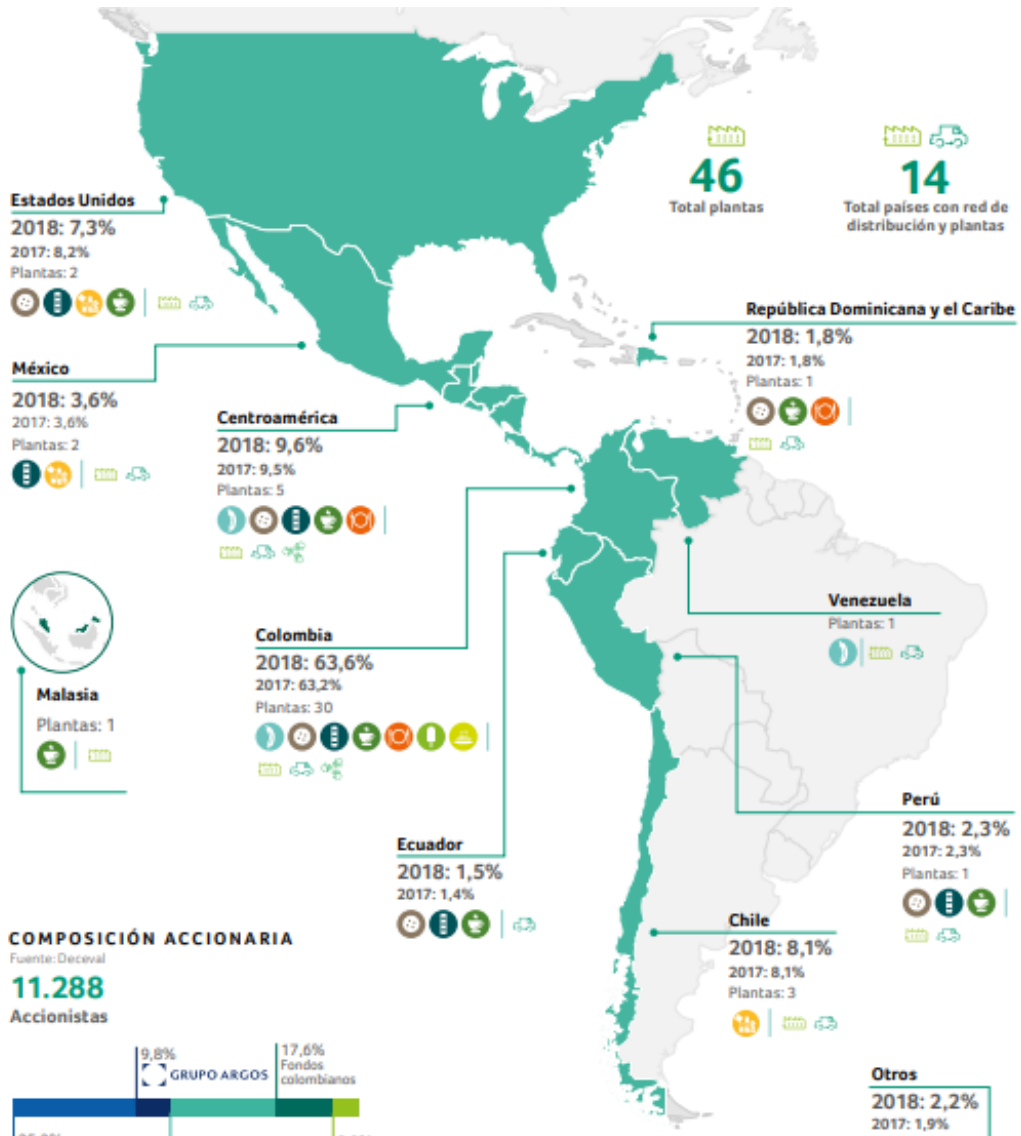 46
Total plantas
14
Total países con red de
distribución y plantas
Estados Unidos
2018: 7,3%
2017: 8,2%
Plantas: 2
República Dominicana y el Caribe
2018: 1,8%
2017: 1,8%
Plantas: 1
México
2018: 3,6%
2017: 3,6%
Plantas: 2
Centroamérica
2018: 9,6%
2017: 9,5%
Plantas: 5
Venezuela
Plantas: 1
Colombia
2018: 63,6%
2017: 63,2%
Plantas: 30
Malasia
Plantas: 1
Perú
2018: 2,3%
2017: 2,3%
Plantas: 1
Ecuador
2018: 1,5%
2017: 1,4%
Chile
2018: 8,1%
2017: 8,1%
Plantas: 3
COMPOSICIÓN ACCIONARIA
Fuente: Deceval
11.288
Accionistas
9,8%
GRUPO ARGOS
17,6%
Fondos
colombianos
Otros
2018: 2,2%
2017: 1,9%